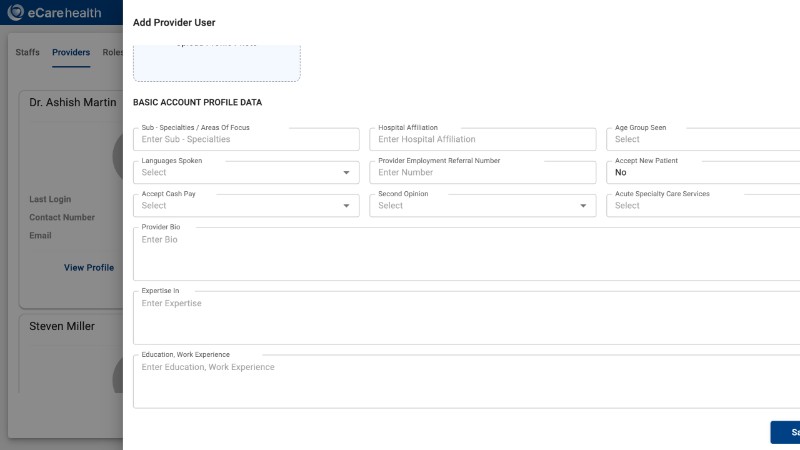 eCarehealth
Add Provider User
Staffs Providers Roles
BASIC ACCOUNT PROFILE DATA
Dr. Ashish Martin
Sub - Specialties / Areas Of Focus Hospital Affiliation Age Group Seen
Enter Sub - Specialties Enter Hospital Affiliation Select
Languages Spoken Provider Employment Referral Number Accept New Patient
Select Enter Number No
Accept Cash Pay Second Opinion Acute Specialty Care Services
Select Select Select
Last Login
Contact Number
Email
View Profile
Provider Bio
Enter Bio
Expertise In
Enter Expertise
Steven Miller
Education, Work Experience
Enter Education, Work Experience